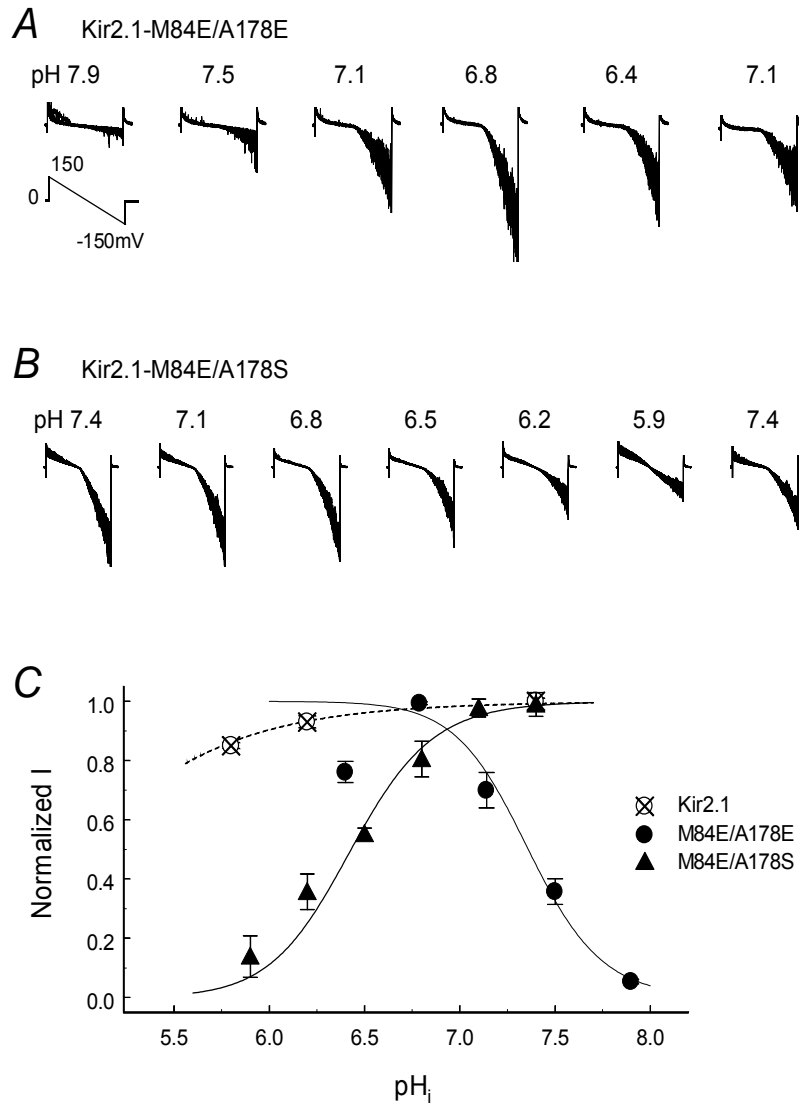 A Kir2.1-M84E/A178E
pH 7.9 7.5 7.1 6.8 6.4 7.1
150
0
-150mV
B Kir2.1-M84E/A178S
pH 7.4 7.1 6.8 6.5 6.2 5.9 7.4
C
1.0
0.8
0.6
0.4
0.2
0.0
Normalized I
Kir2.1
M84E/A178E
M84E/A178S
5.5 6.0 6.5 7.0 7.5 8.0
pHi